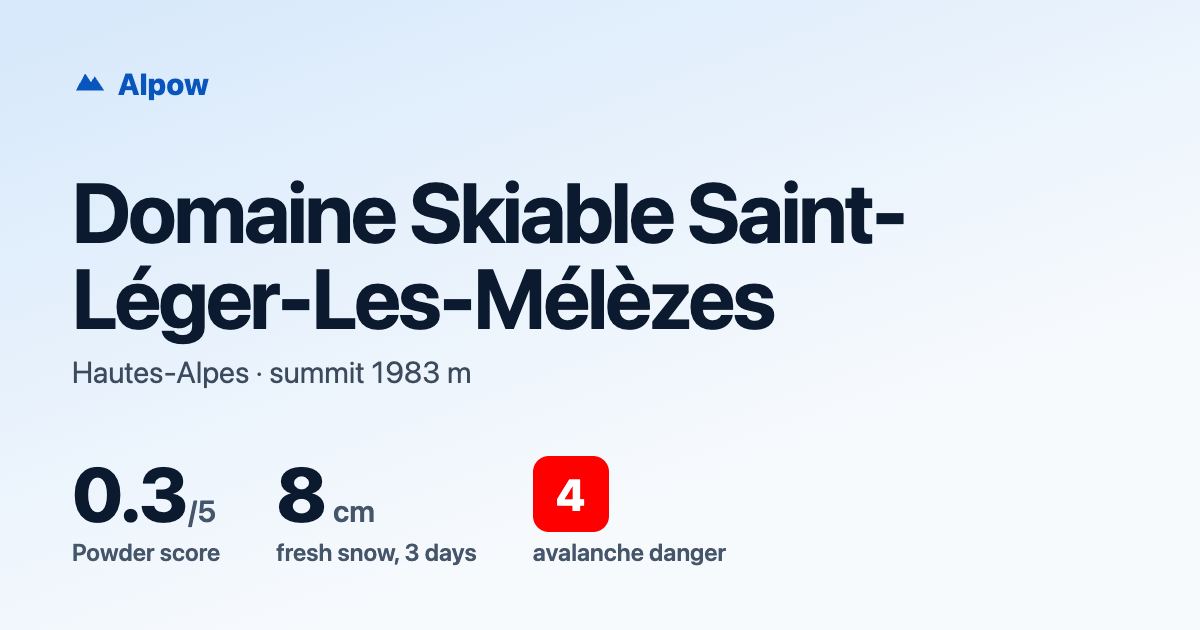 Alpow
Domaine Skiable Saint-
Léger-Les-Mélèzes
Hautes-Alpes · summit 1983 m
0.3/5 8 cm 4
Powder score fresh snow, 3 days avalanche danger